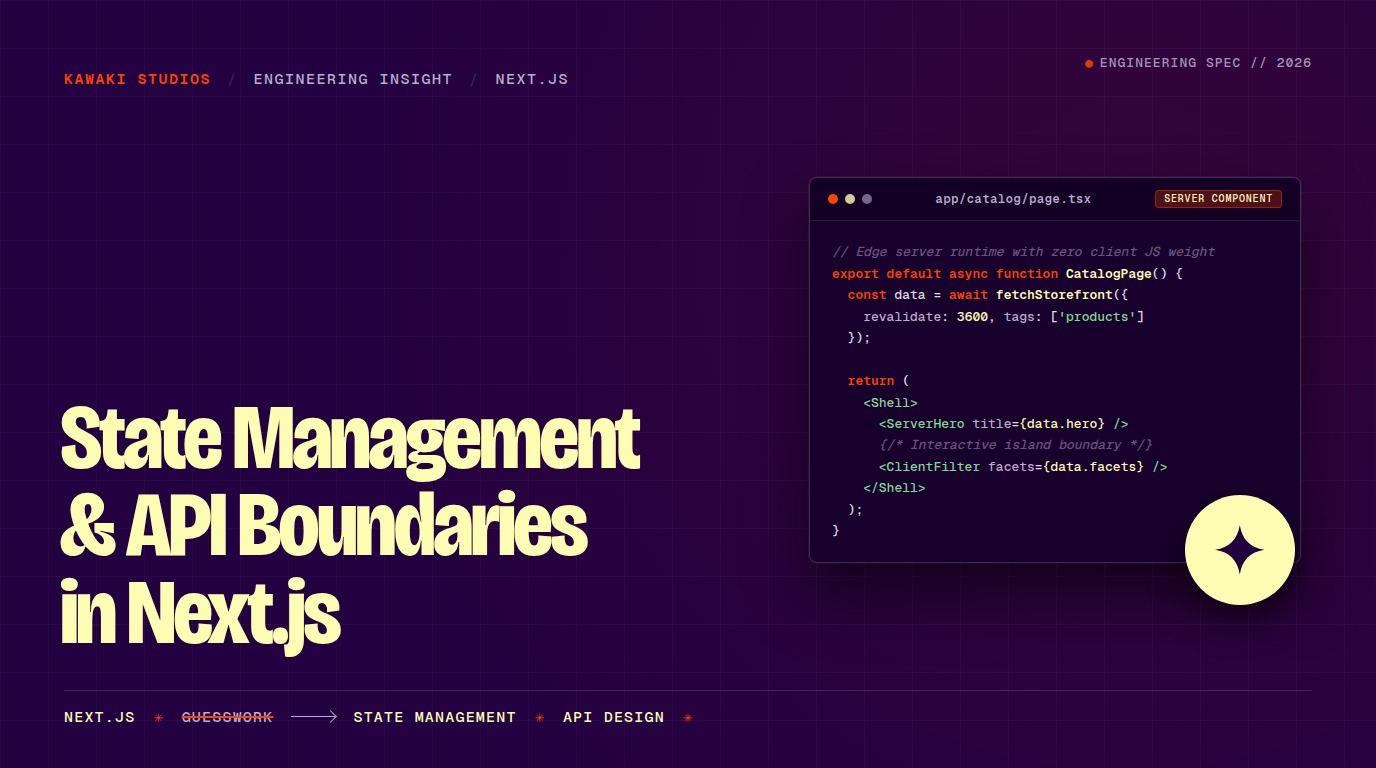 KAWAKI STUDIOS / ENGINEERING INSIGHT / NEXT.JS
ENGINEERING SPEC // 2026
app/catalog/page.tsx
SERVER COMPONENT
// Edge server runtime with zero client JS weight
export default async function CatalogPage() {
  const data = await fetchStorefront({
    revalidate: 3600, tags: ['products']
  });
  return (
    <Shell>
      <ServerHero title={data.hero} />
      {/* Interactive island boundary */}
      <ClientFilter facets={data.facets} />
    </Shell>
  );
}
State Management
& API Boundaries
in Next.js
NEXT.JS ✳ GUESSWORK → STATE MANAGEMENT ✳ API DESIGN ✳